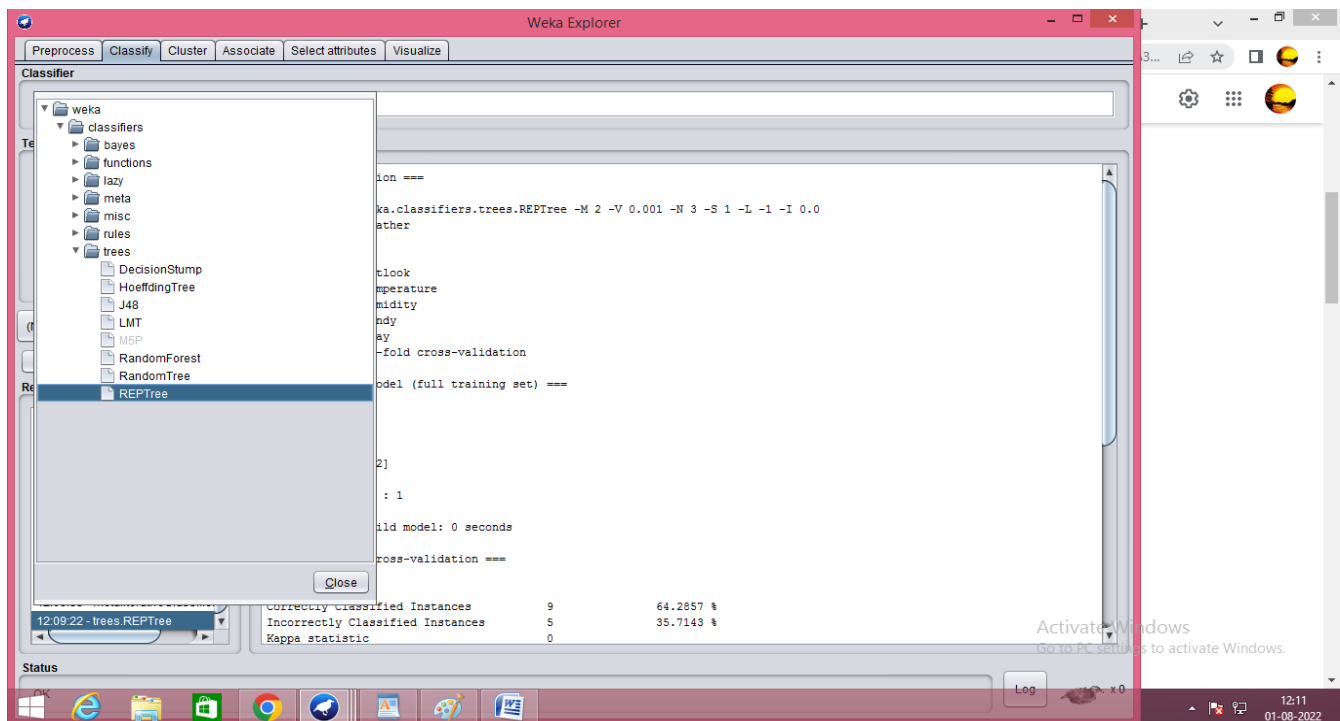 Weka Explorer
Preprocess Classify Cluster Associate Select attributes Visualize
Classifier
weka
classifiers
bayes
functions
lazy
meta
misc
rules
trees
DecisionStump
HoeffdingTree
J48
LMT
M5P
RandomForest
RandomTree
REPTree
Close
ion ===
ka.classifiers.trees.REPTree -M 2 -V 0.001 -N 3 -S 1 -L -1 -I 0.0
ather
tlook
mperature
midity
ndy
ay
-fold cross-validation
odel (full training set) ===
2]
: 1
ild model: 0 seconds
ross-validation ===
Correctly Classified Instances 9 64.2857 %
Incorrectly Classified Instances 5 35.7143 %
Kappa statistic 0
12:09:22 - trees.REPTree
Status
OK
Log
x 0
Activate Windows
Go to PC settings to activate Windows.
12:11
01-08-2022